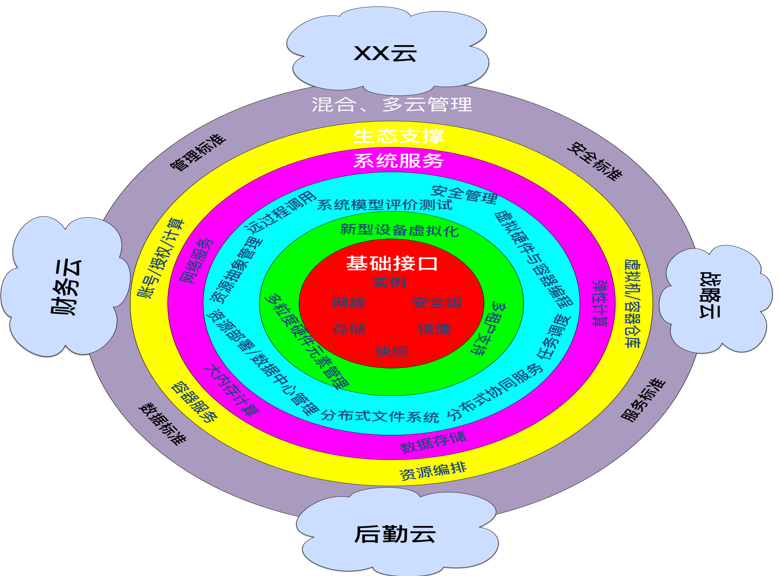 XX云
混合、多云管理
生态支撑
系统服务
管理标准
安全标准
安全管理
远过程调用
系统模型评价测试
新型设备虚拟化
虚拟硬件与容器编程
账号/授权/计算
网络服务
资源抽象管理
基础接口
实例
网络
安全组
存储
镜像
快照
财务云
战略云
虚拟机/容器仓库
弹性计算
多粒度硬件元素管理
多租户支持
任务调度
资源部署/数据中心管理
大内存计算
容器服务
分布式文件系统
分布式协同服务
数据标准
服务标准
数据存储
资源编排
后勤云